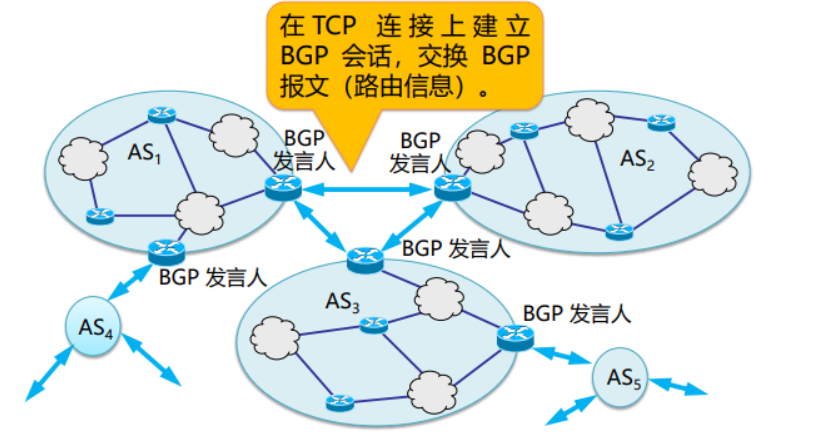 在 TCP 连接上建立
BGP 会话，交换 BGP
报文（路由信息）。
BGP
发言人
BGP
发言人
AS₁
AS₂
BGP 发言人
BGP 发言人
AS₃
BGP 发言人
AS₄
AS₅